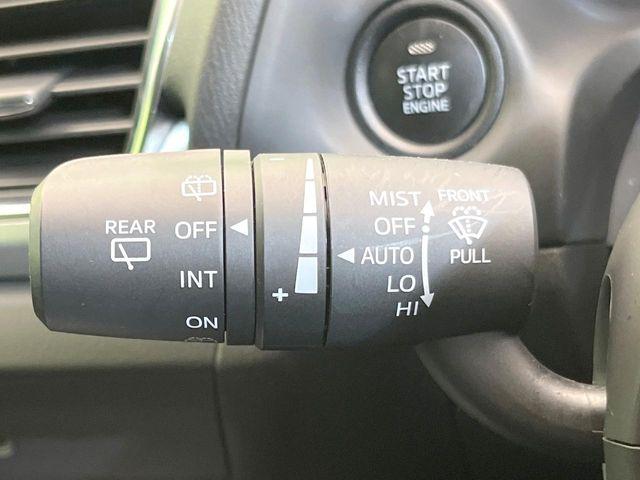 START
STOP
ENGINE
REAR
OFF
INT
ON
-
+
MIST
OFF
AUTO
LO
HI
FRONT
PULL